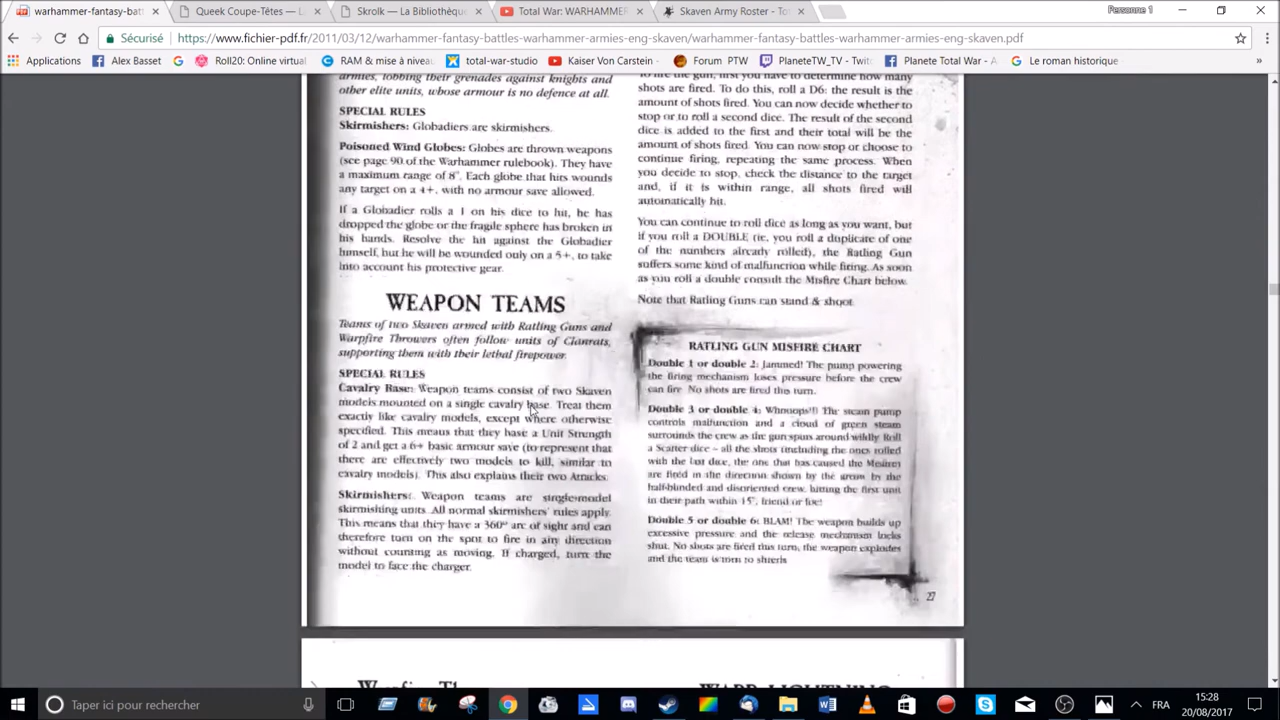 warhammer-fantasy-batt
Queek Coupe-Têtes — L
Skrolk — La Bibliothèqu
Total War: WARHAMMER
Skaven Army Roster - Tot
Personne 1
Sécurisé
https://www.fichier-pdf.fr/2011/03/12/warhammer-fantasy-battles-warhammer-armies-eng-skaven/warhammer-fantasy-battles-warhammer-armies-eng-skaven.pdf
Applications
Alex Basset
Roll20: Online virtual
RAM & mise à niveau
total-war-studio
Kaiser Von Carstein -
Forum PTW
PlaneteTW_TV - Twitc
Planete Total War - A
Le roman historique
»
armies, lobbing their grenades against knights and
other elite units, whose armour is no defence at all.
SPECIAL RULES
Skirmishers: Globadiers are skirmishers.
Poisoned Wind Globes: Globes are thrown weapons
(see page 90 of the Warhammer rulebook). They have
a maximum range of 8". Each globe that hits wounds
any target on a 4+, with no armour save allowed.
If a Globadier rolls a 1 on his dice to hit, he has
dropped the globe or the fragile sphere has broken in
his hands. Resolve the hit against the Globadier
himself, but he will be wounded only on a 5+, to take
into account his protective gear.
WEAPON TEAMS
Teams of two Skaven armed with Ratling Guns and
Warpfire Throwers often follow units of Clanrats,
supporting them with their lethal firepower.
SPECIAL RULES
Cavalry Base: Weapon teams consist of two Skaven
models mounted on a single cavalry base. Treat them
exactly like cavalry models, except where otherwise
specified. This means that they have a Unit Strength
of 2 and get a 6+ basic armour save (to represent that
there are effectively two models to kill, similar to
cavalry models). This also explains their two Attacks.
Skirmishers: Weapon teams are single-model
skirmishing units. All normal skirmishers' rules apply.
This means that they have a 360° arc of sight and can
therefore turn on the spot to fire in any direction
without counting as moving. If charged, turn the
model to face the charger.
To fire the gun, first you have to determine how many
shots are fired. To do this, roll a D6: the result is the
amount of shots fired. You can now decide whether to
stop or to roll a second dice. The result of the second
dice is added to the first and their total will be the
amount of shots fired. You can now stop or choose to
continue firing, repeating the same process. When
you decide to stop, check the distance to the target
and, if it is within range, all shots fired will
automatically hit.
You can continue to roll dice as long as you want, but
if you roll a DOUBLE (ie, you roll a duplicate of one
of the numbers already rolled), the Ratling Gun
suffers some kind of malfunction while firing. As soon
as you roll a double consult the Misfire Chart below.
Note that Ratling Guns can stand & shoot.
RATLING GUN MISFIRE CHART
Double 1 or double 2: Jammed! The pump powering
the firing mechanism loses pressure before the crew
can fire. No shots are fired this turn.
Double 3 or double 4: Whoops!! The steam pump
controls malfunction and a cloud of green steam
surrounds the crew as the gun spins around wildly. Roll
a Scatter dice – all the shots (including the ones rolled
with the last dice, the one that has caused the Misfire)
are fired in the direction shown by the arrow by the
half-blinded and disoriented crew, hitting the first unit
in their path within 15", friend or foe!
Double 5 or double 6: BLAM! The weapon builds up
excessive pressure and the release mechanism locks
shut. No shots are fired this turn, the weapon explodes
and the team is torn to shreds
27
Taper ici pour rechercher
FRA
15:28
20/08/2017